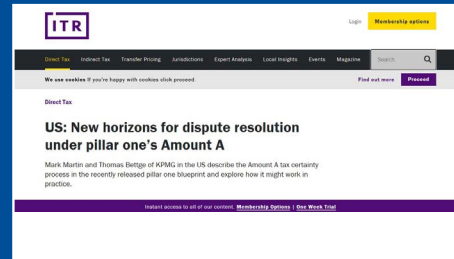 ITR
Login
Membership options
Direct Tax Indirect Tax Transfer Pricing Jurisdictions Expert Analysis Local Insights Events Magazine Search
We use cookies If you're happy with cookies click proceed. Find out more Proceed
Direct Tax
US: New horizons for dispute resolution
under pillar one's Amount A
Mark Martin and Thomas Bettge of KPMG in the US describe the Amount A tax certainty
process in the recently released pillar one blueprint and explore how it might work in
practice.
Instant access to all of our content. Membership Options | One Week Trial